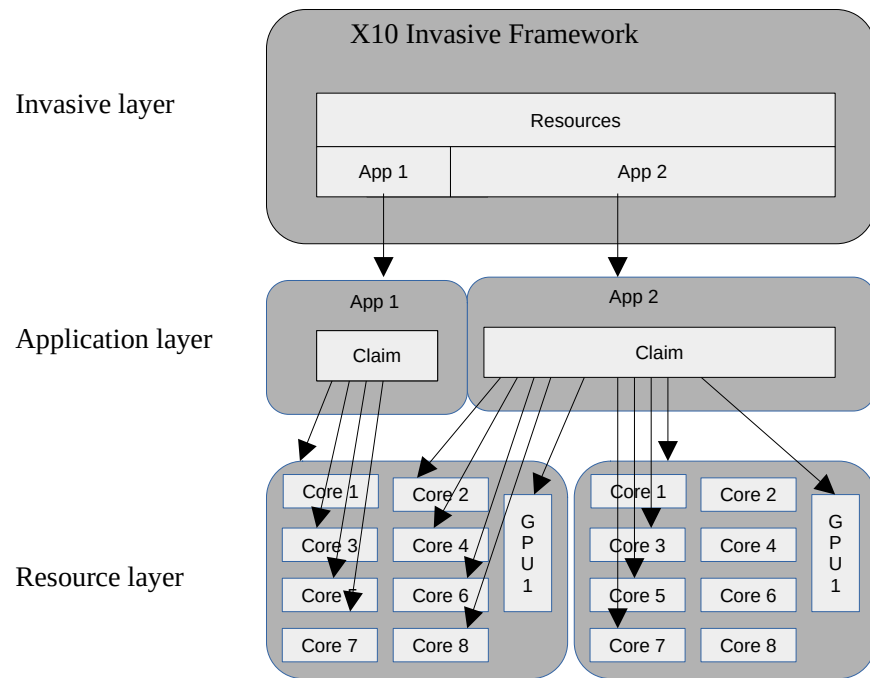 X10 Invasive Framework
Invasive layer
Resources
App 1
App 2
App 1
App 2
Application layer
Claim
Claim
Core 1
Core 2
Core 1
Core 2
G
P
U
1
G
P
U
1
Core 3
Core 4
Core 3
Core 4
Resource layer
Core 5
Core 6
Core 5
Core 6
Core 7
Core 8
Core 7
Core 8